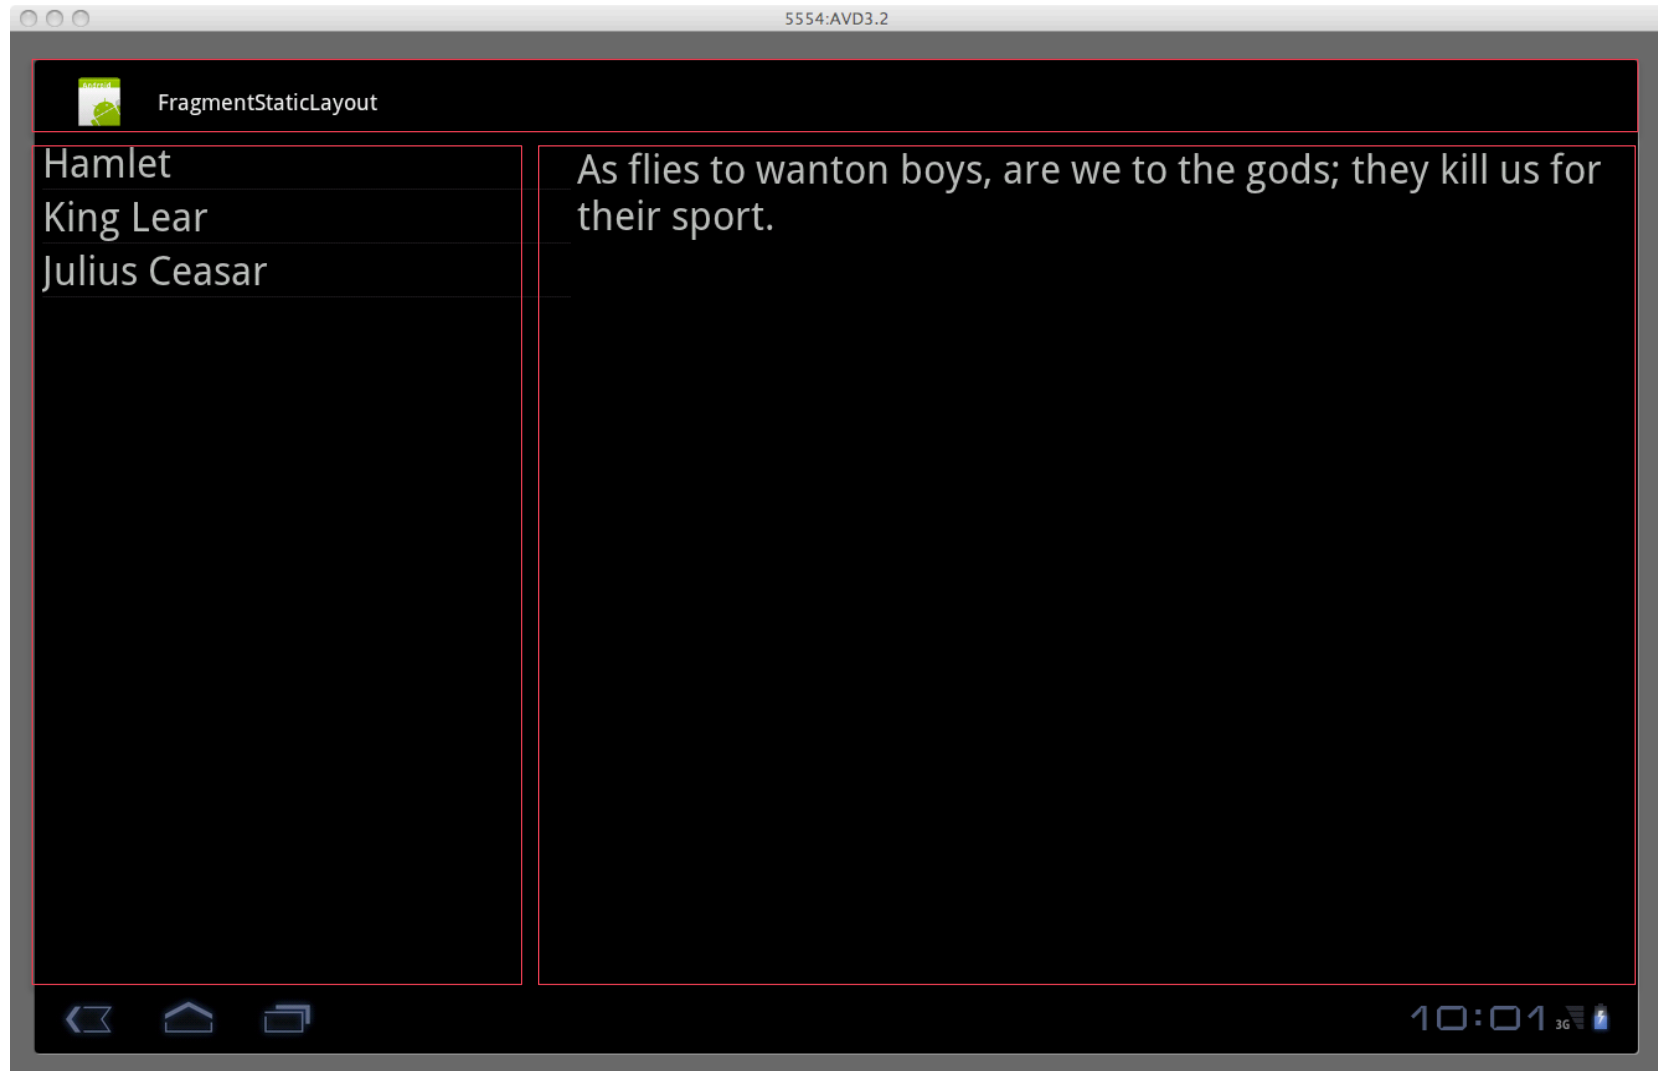 5554:AVD3.2
Android
FragmentStaticLayout
Hamlet
King Lear
Julius Ceasar
As flies to wanton boys, are we to the gods; they kill us for
their sport.
10:01 3G